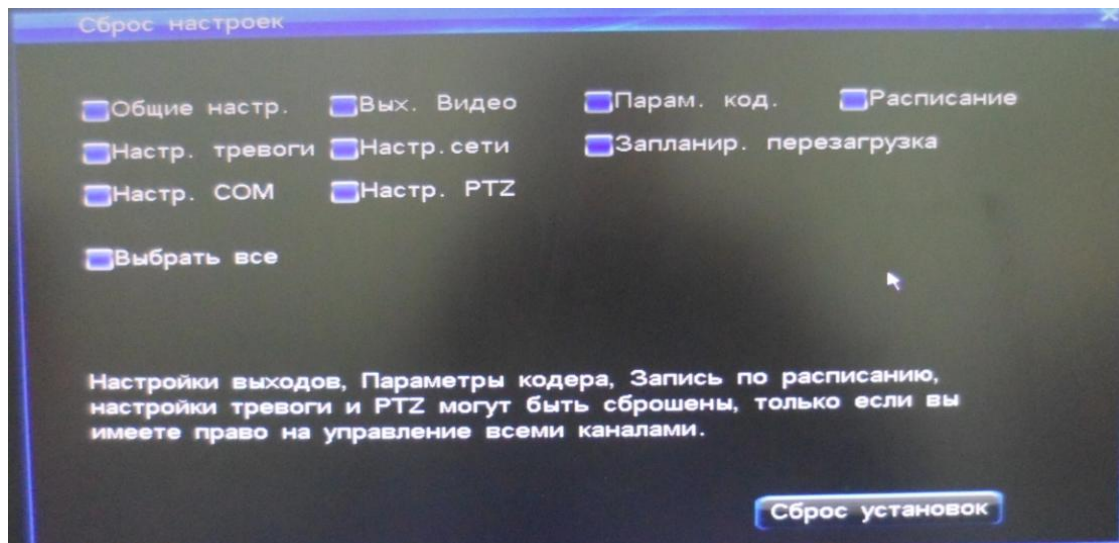 Сброс настроек
Общие настр. Вых. Видео Парам. код. Расписание
Настр. тревоги Настр.сети Запланир. перезагрузка
Настр. COM Настр. PTZ
Выбрать все
Настройки выходов, Параметры кодера, Запись по расписанию,
настройки тревоги и PTZ могут быть сброшены, только если вы
имеете право на управление всеми каналами.
Сброс установок